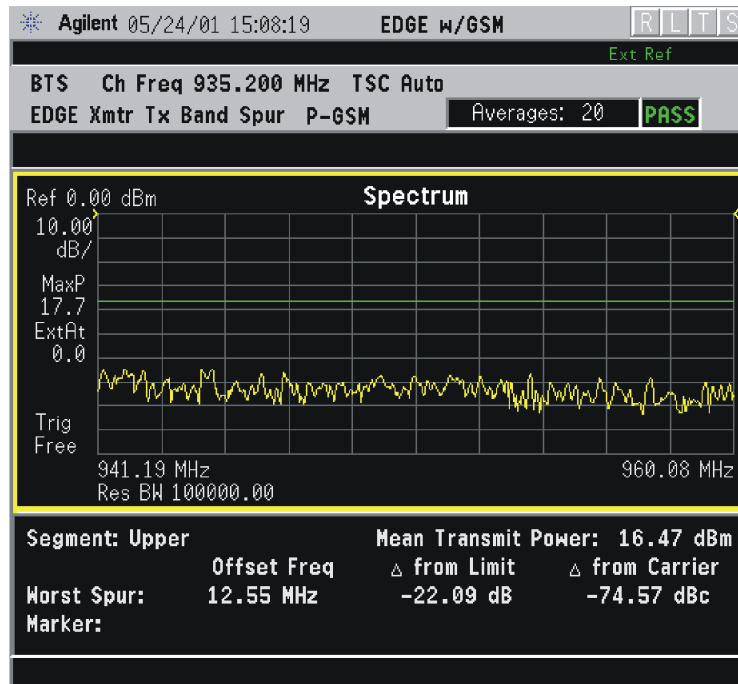 Agilent 05/24/01 15:08:19 EDGE w/GSM R L T S
Ext Ref
BTS Ch Freq 935.200 MHz TSC Auto
EDGE Xmtr Tx Band Spur P-GSM Averages: 20 PASS
Ref 0.00 dBm Spectrum
10.00
dB/
MaxP
17.7
ExtAt
0.0
Trig
Free
941.19 MHz 960.08 MHz
Res BW 100000.00
Segment: Upper Mean Transmit Power: 16.47 dBm
Offset Freq △ from Limit △ from Carrier
Worst Spur: 12.55 MHz -22.09 dB -74.57 dBc
Marker: